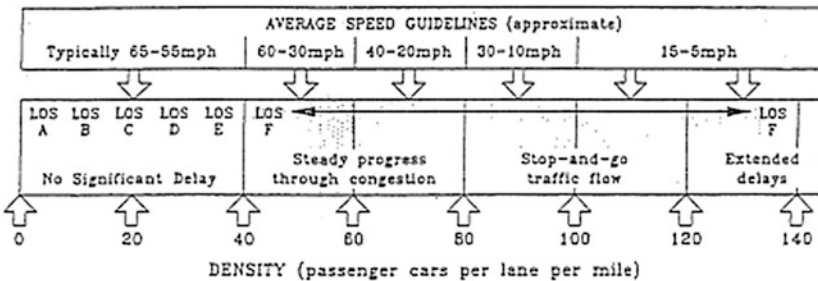 AVERAGE SPEED GUIDELINES (approximate)
Typically 65-55mph 60-30mph 40-20mph 30-10mph 15-5mph
LOS LOS LOS LOS LOS LOS LOS
A B C D E F F
No Significant Delay
Steady progress
through congestion
Stop-and-go
traffic flow
Extended
delays
0 20 40 60 80 100 120 140
DENSITY (passenger cars per lane per mile)